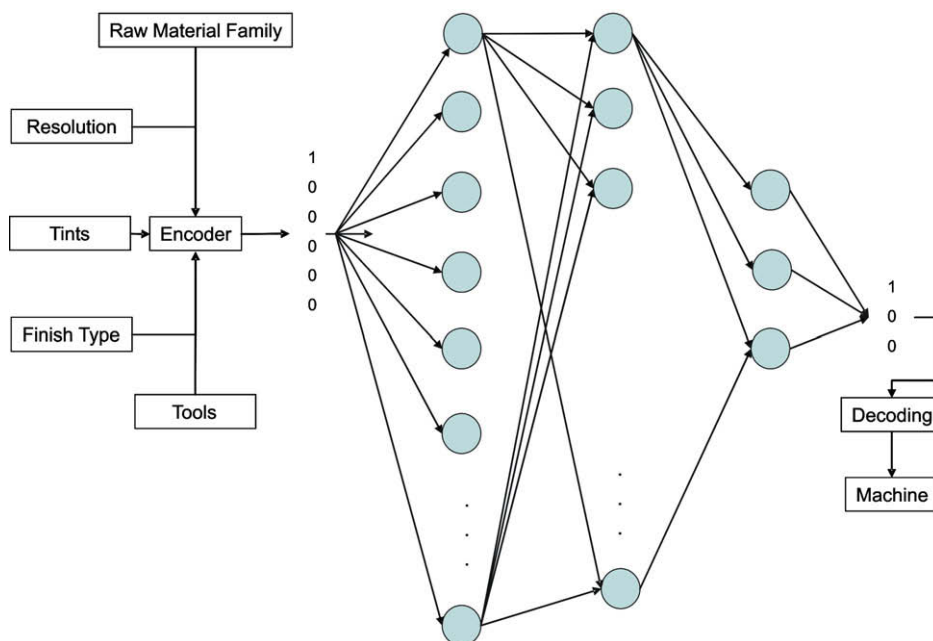 Raw Material Family
Resolution
Tints
Encoder
Finish Type
Tools
1
0
0
0
0
0
1
0
0
Decoding
Machine